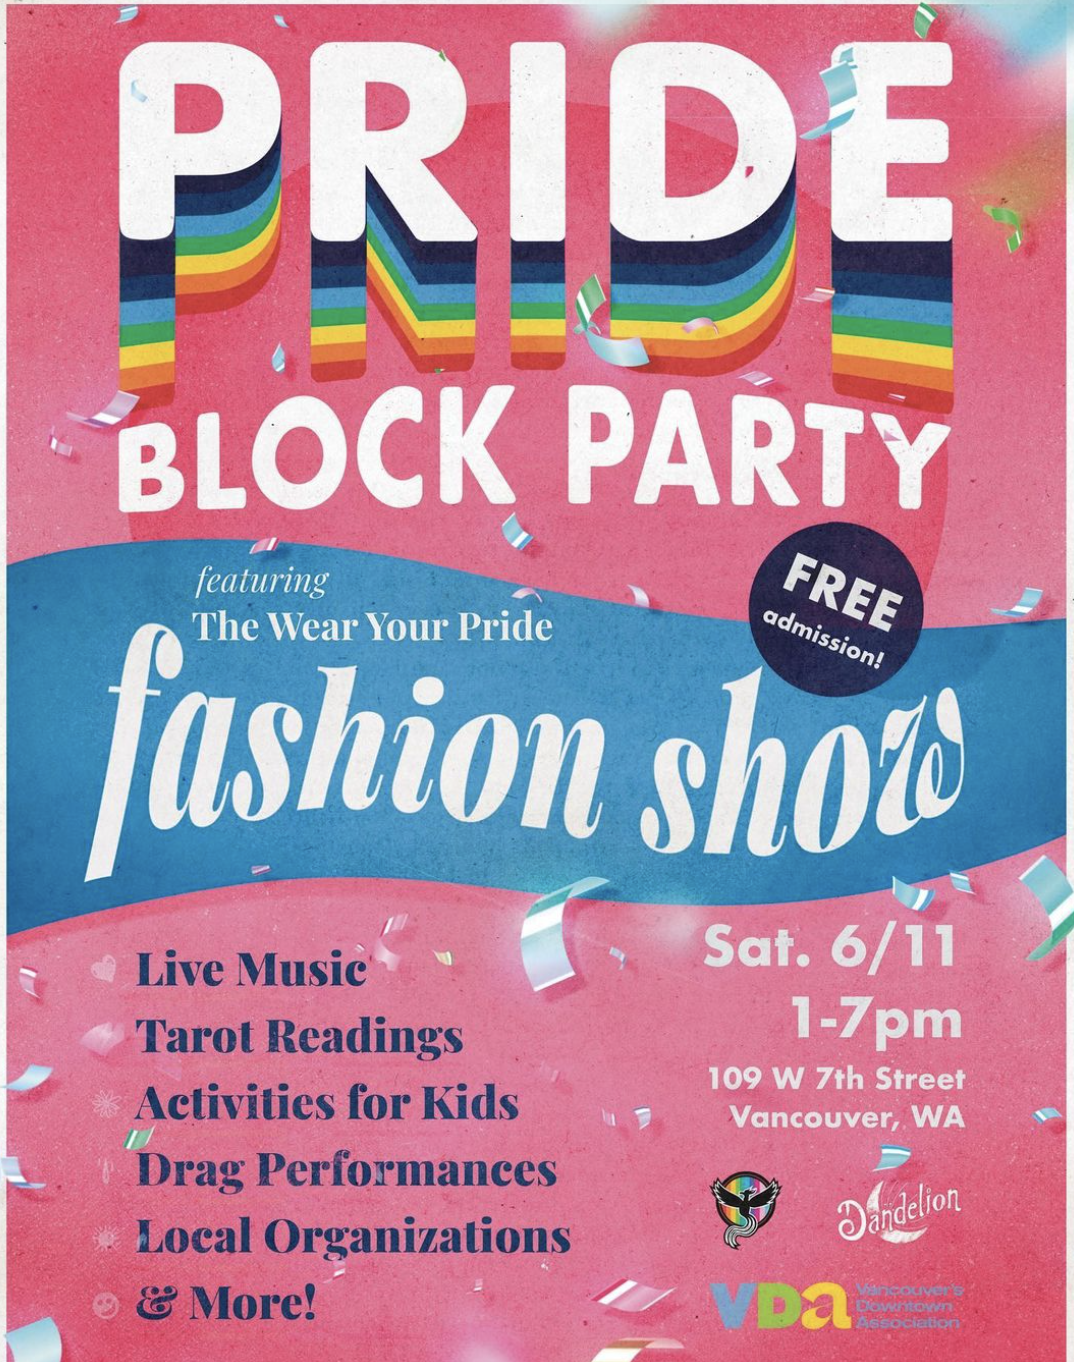 PRIDE
BLOCK PARTY
featuring
The Wear Your Pride
fashion show
FREE
admission!
Live Music
Tarot Readings
Activities for Kids
Drag Performances
Local Organizations
& More!
Sat. 6/11
1-7pm
109 W 7th Street
Vancouver, WA
Dandelion
VDA
Vancouver's
Downtown
Association